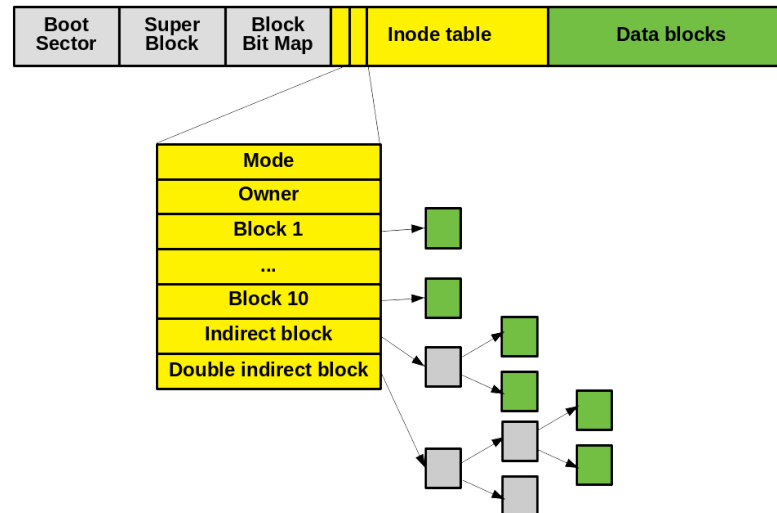 Boot
Sector
Super
Block
Block
Bit Map
Inode table
Data blocks
Mode
Owner
Block 1
...
Block 10
Indirect block
Double indirect block